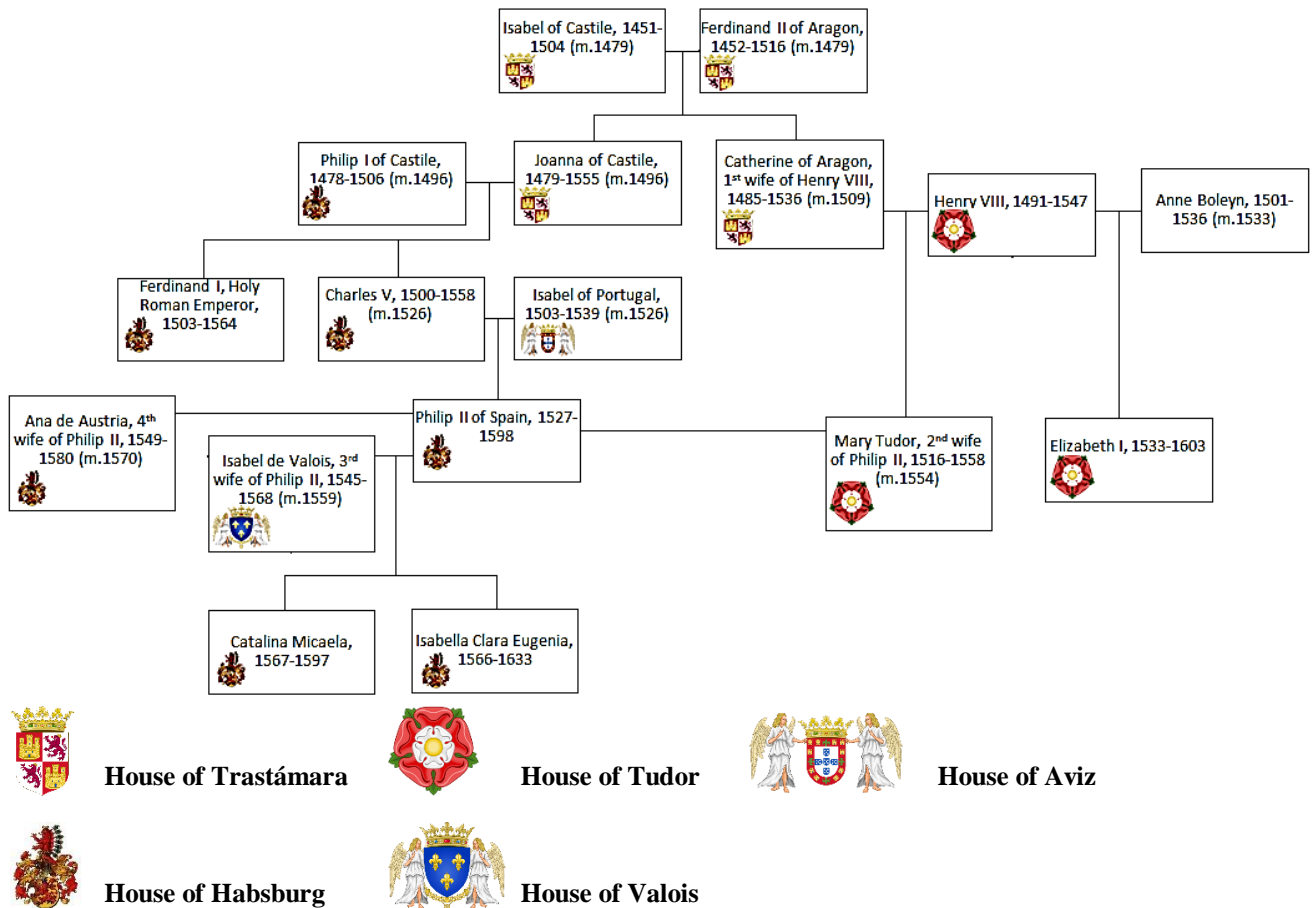 Isabel of Castile, 1451-
1504 (m.1479)
Ferdinand II of Aragon,
1452-1516 (m.1479)
Philip I of Castile,
1478-1506 (m.1496)
Joanna of Castile,
1479-1555 (m.1496)
Catherine of Aragon,
1st wife of Henry VIII,
1485-1536 (m.1509)
Henry VIII, 1491-1547
Anne Boleyn, 1501-
1536 (m.1533)
Ferdinand I, Holy
Roman Emperor,
1503-1564
Charles V, 1500-1558
(m.1526)
Isabel of Portugal,
1503-1539 (m.1526)
Ana de Austria, 4th
wife of Philip II, 1549-
1580 (m.1570)
Isabel de Valois, 3rd
wife of Philip II, 1545-
1568 (m.1559)
Philip II of Spain, 1527-
1598
Mary Tudor, 2nd wife
of Philip II, 1516-1558
(m.1554)
Elizabeth I, 1533-1603
Catalina Micaela,
1567-1597
Isabella Clara Eugenia,
1566-1633
House of Trastámara
House of Tudor
House of Aviz
House of Habsburg
House of Valois